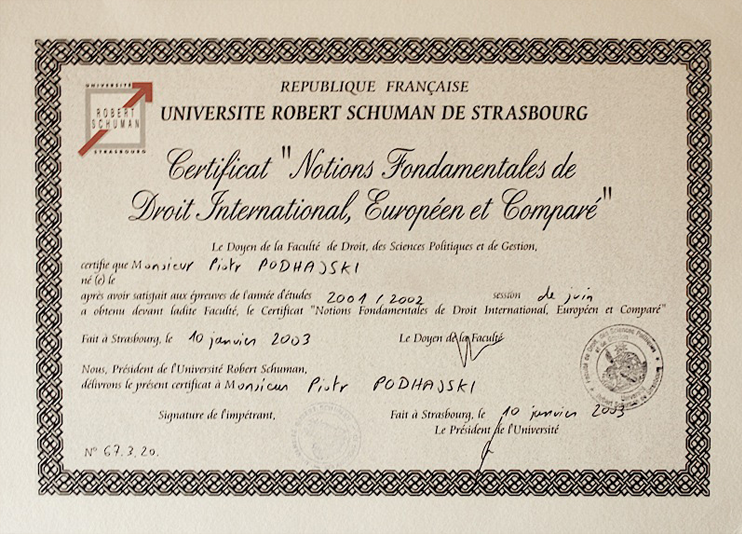 REPUBLIQUE FRANÇAISE
UNIVERSITE ROBERT SCHUMAN DE STRASBOURG
UNIVERSITÉ
ROBERT
SCHUMAN
STRASBOURG
Certificat "Notions Fondamentales de
Droit International, Européen et Comparé"
Le Doyen de la Faculté de Droit, des Sciences Politiques et de Gestion,
certifie que Monsieur Piotr PODHAJSKI
né (e) le
après avoir satisfait aux épreuves de l'année d'études 2001/2002 session de juin
a obtenu devant ladite Faculté, le Certificat "Notions Fondamentales de Droit International, Européen et Comparé"
Fait à Strasbourg, le 10 janvier 2003 Le Doyen de la Faculté
Nous, Président de l'Université Robert Schuman,
délivrons le présent certificat à Monsieur Piotr PODHAJSKI
Signature de l'impétrant, Fait à Strasbourg, le 10 janvier 2003
Le Président de l'Université
N° 67.3.20.